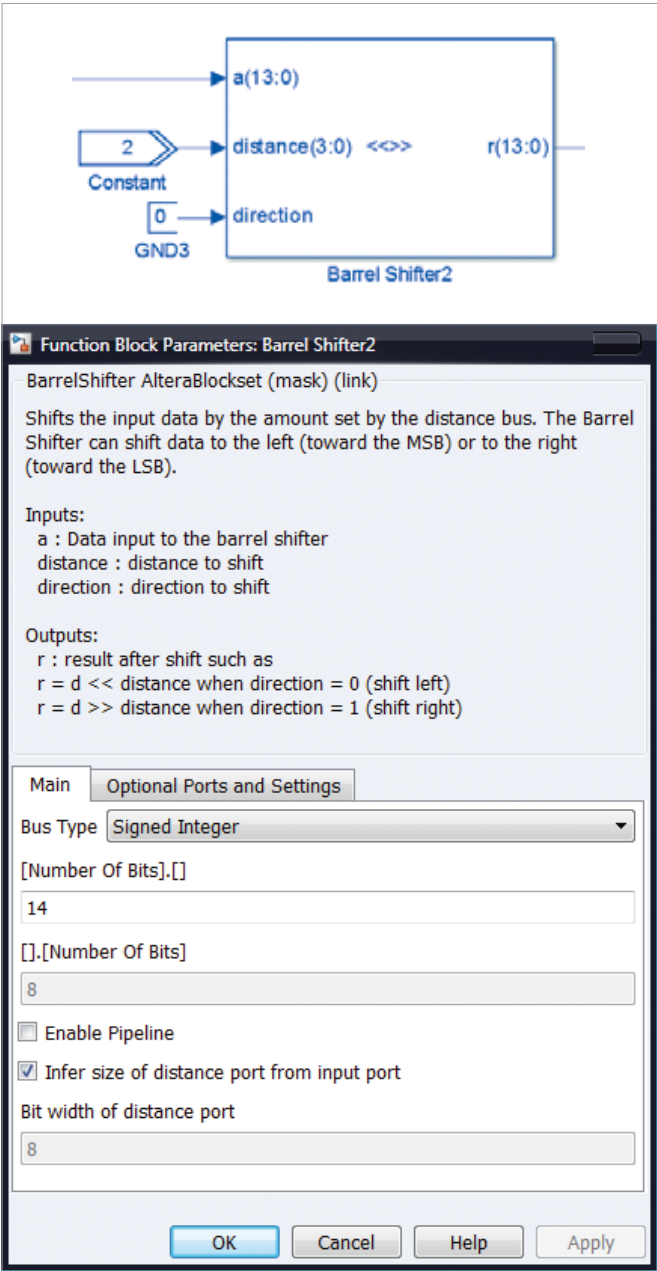 a(13:0)
2
distance(3:0) <<>> r(13:0)
Constant
0
direction
GND3
Barrel Shifter2
Function Block Parameters: Barrel Shifter2
BarrelShifter AlteraBlockset (mask) (link)
Shifts the input data by the amount set by the distance bus. The Barrel
Shifter can shift data to the left (toward the MSB) or to the right
(toward the LSB).
Inputs:
a : Data input to the barrel shifter
distance : distance to shift
direction : direction to shift
Outputs:
r : result after shift such as
r = d << distance when direction = 0 (shift left)
r = d >> distance when direction = 1 (shift right)
Main Optional Ports and Settings
Bus Type Signed Integer
[Number Of Bits].[]
14
[].[Number Of Bits]
8
Enable Pipeline
Infer size of distance port from input port
Bit width of distance port
8
OK Cancel Help Apply